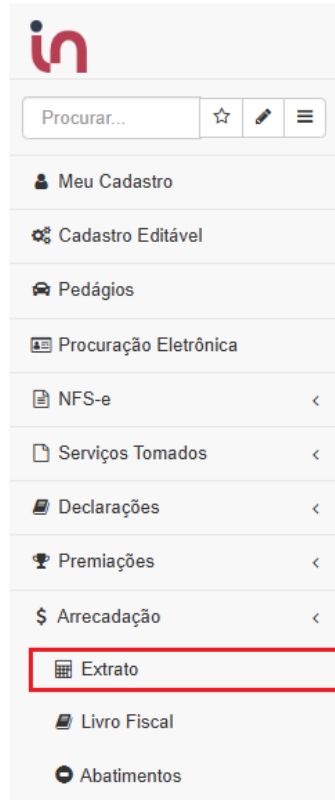 in
Procurar...
Meu Cadastro
Cadastro Editável
Pedágios
Procuração Eletrônica
NFS-e
Serviços Tomados
Declarações
Premiações
$ Arrecadação
Extrato
Livro Fiscal
Abatimentos